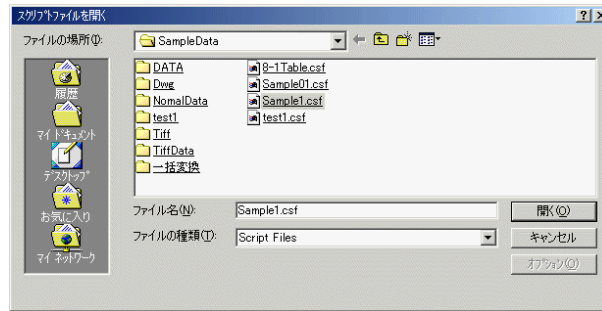 スクリプトファイルを開く
ファイルの場所(I):
SampleData
履歴
マイ ドキュメント
デスクトップ
お気に入り
マイ ネットワーク
DATA
Dwg
NomalData
test1
Tiff
TiffData
一括変換
8-1Table.csf
Sample01.csf
Sample1.csf
test1.csf
ファイル名(N):
Sample1.csf
開く(O)
ファイルの種類(T):
Script Files
キャンセル
オプション(O)